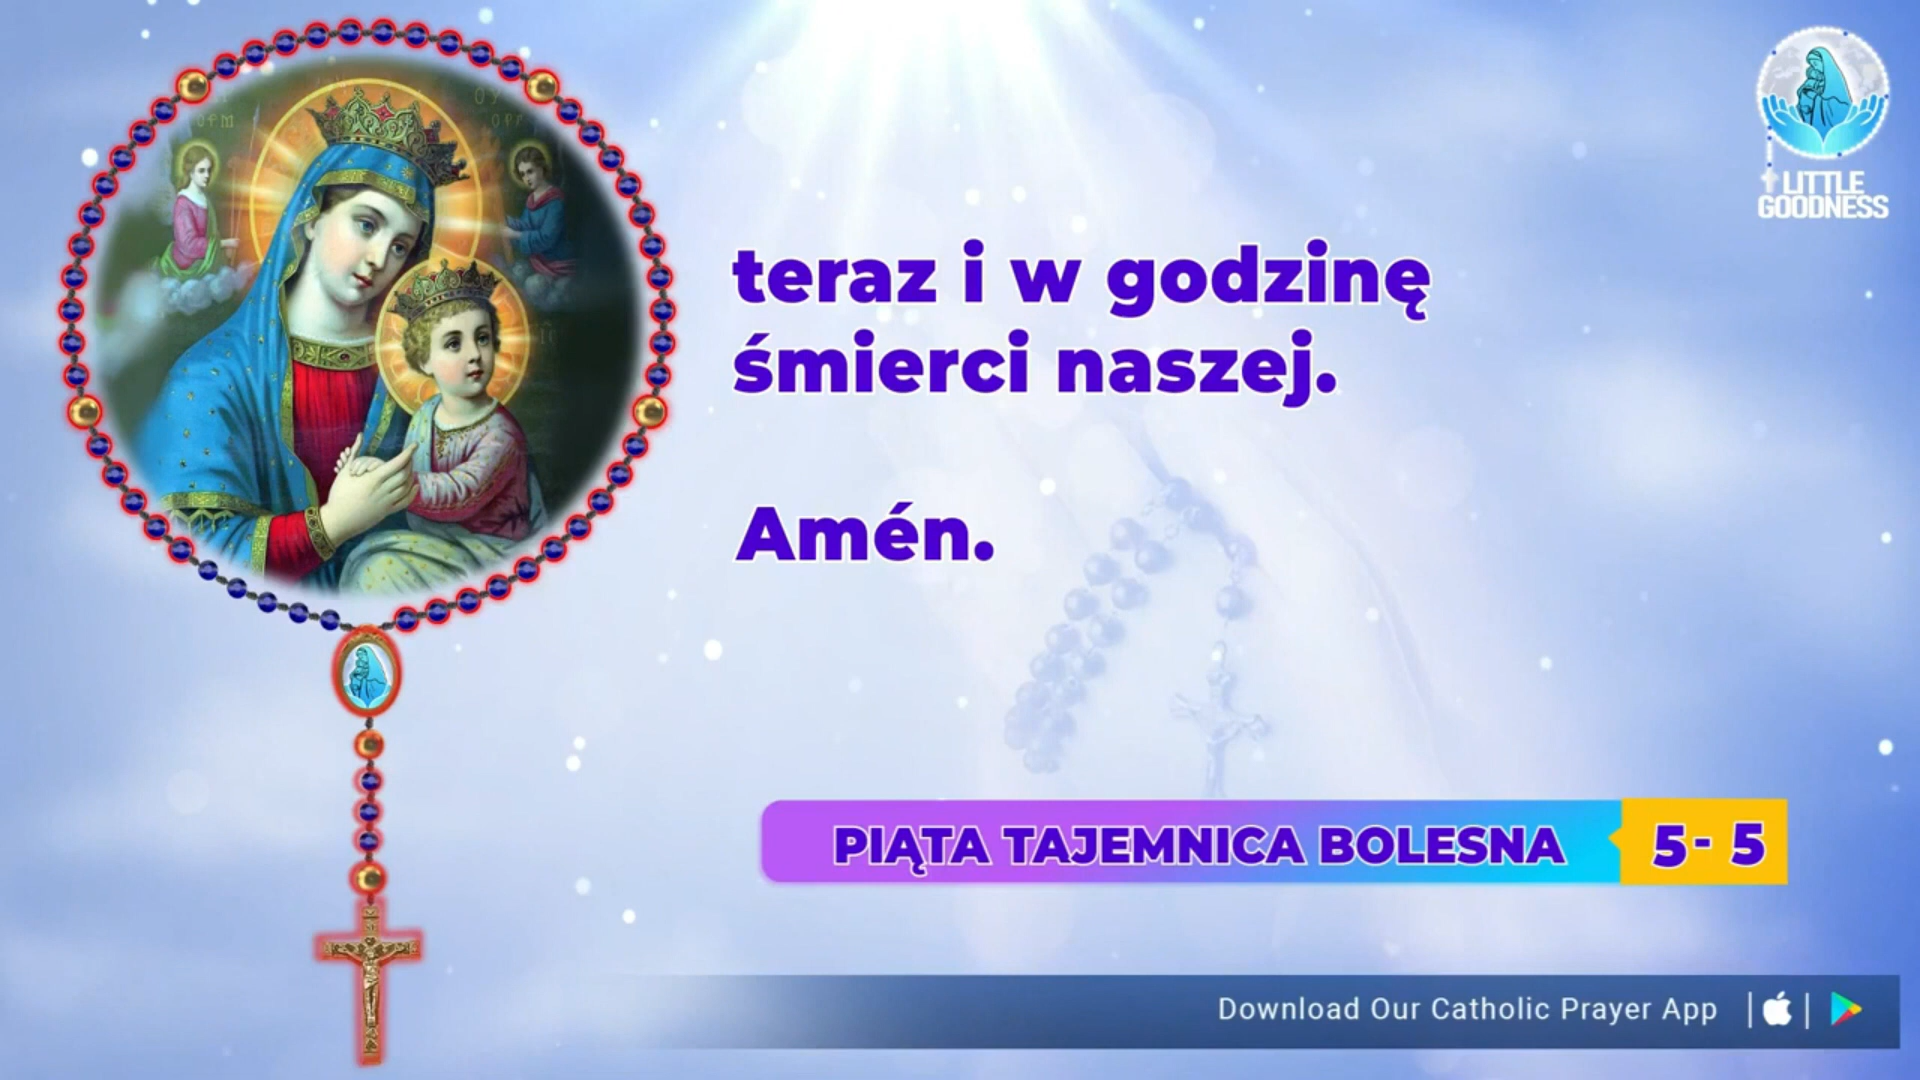 LITTLE
GOODNESS
teraz i w godzinę
śmierci naszej.
Amén.
PIĄTA TAJEMNICA BOLESNA
5- 5
Download Our Catholic Prayer App